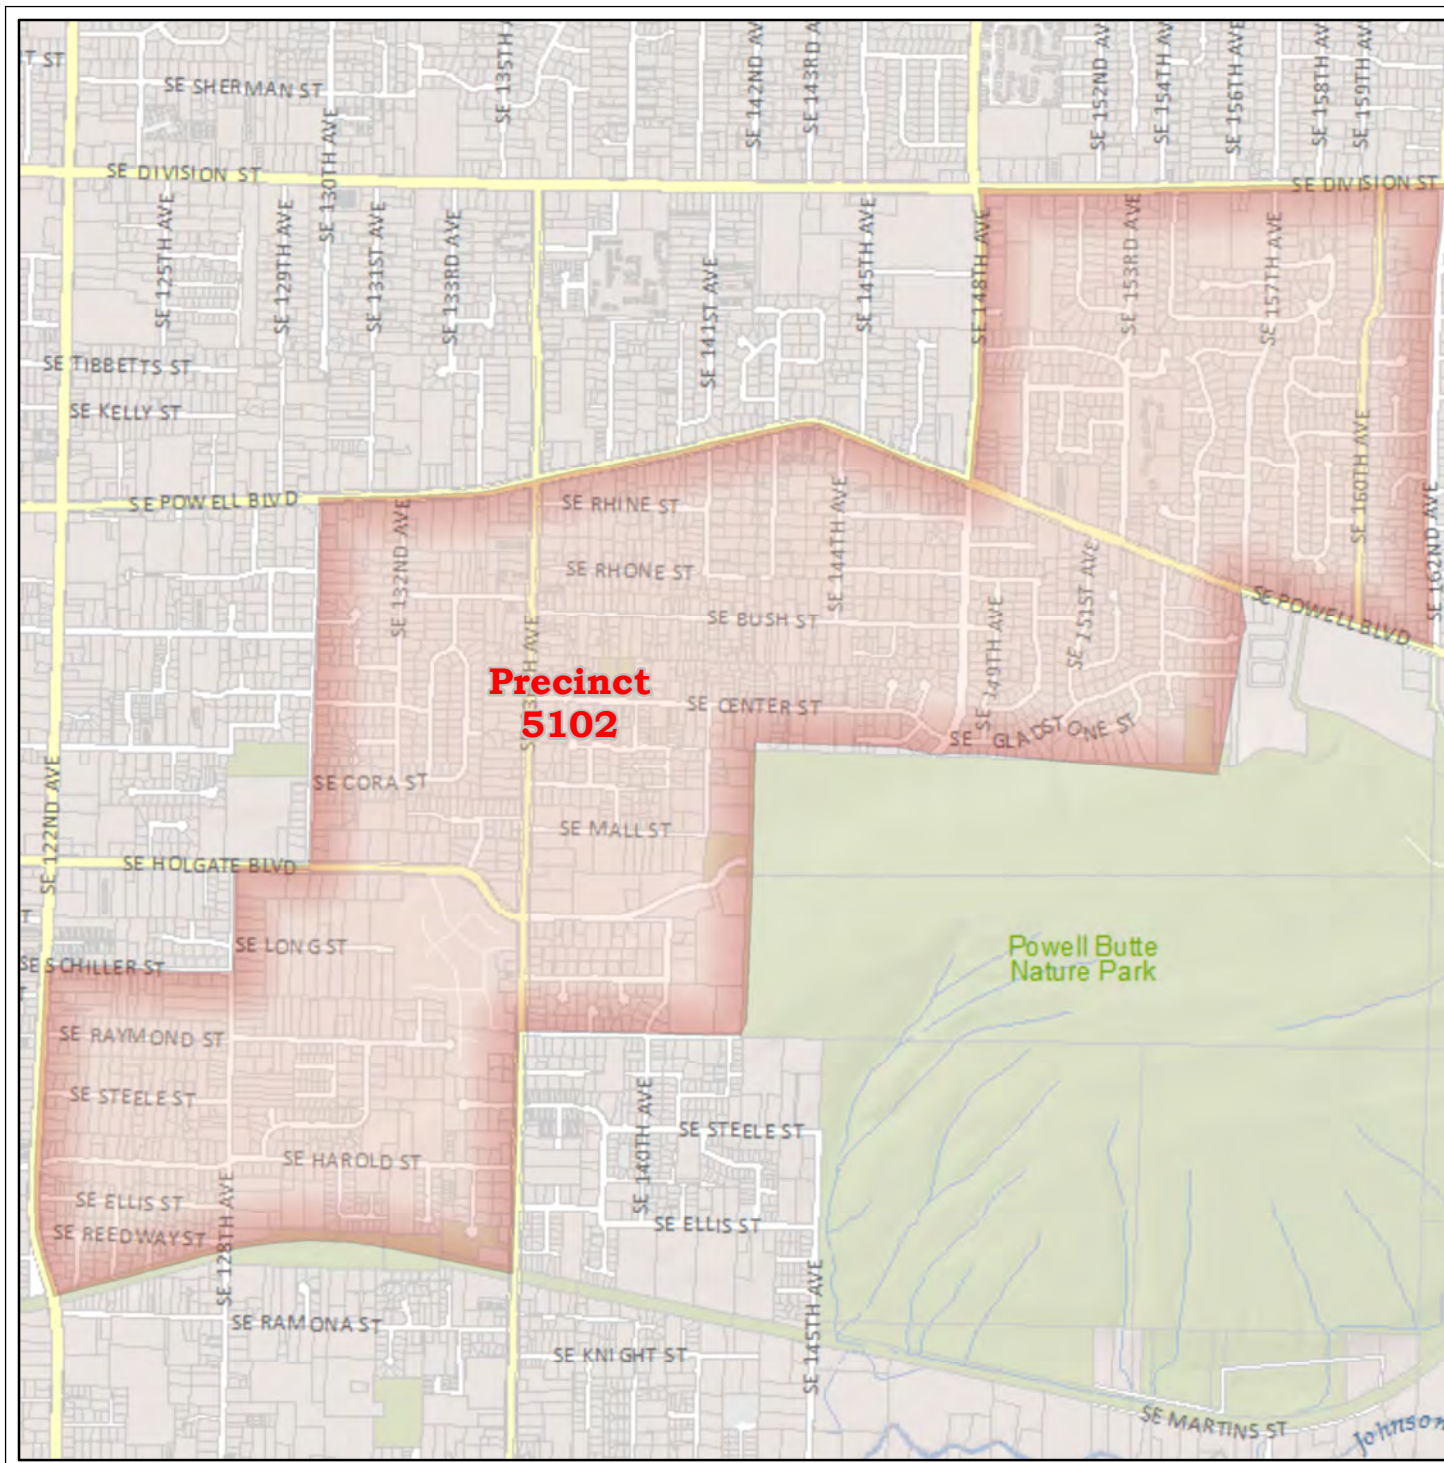 T ST
SE SHERMAN ST
SE 130TH AVE
SE 135TH A
SE 142ND AV
SE 143RD A
SE 152ND AV
SE 154TH AV
SE 156TH AVE
SE 158TH AV
SE 159TH AV
SE DIVISION ST
SE DIVISION ST
SE 125TH AVE
SE 129TH AVE
SE 131ST AVE
SE 133RD AVE
SE 141ST AVE
SE 145TH AVE
SE 148TH AVE
SE 153RD AVE
SE 157TH AVE
SE TIBBETTS ST
SE KELLY ST
SE 160TH AVE
SE 162ND AVE
SE POWELL BLVD
SE 132ND AVE
SE RHINE ST
SE 144TH AVE
SE RHONE ST
SE BUSH ST
SE 151ST AVE
SE 149TH AVE
SE POWELL BLVD
Precinct
5102
SE CENTER ST
SE GLADSTONE ST
SE CORA ST
SE MALL ST
SE 122ND AVE
SE HOLGATE BLVD
T
SE LONG ST
SE SCHILLER ST
Powell Butte
Nature Park
SE RAYMOND ST
SE STEELE ST
SE 140TH AVE
SE STEELE ST
SE HAROLD ST
SE 128TH AVE
SE ELLIS ST
SE ELLIS ST
SE REEDWAY ST
SE 145TH AVE
SE RAMONA ST
SE KNIGHT ST
SE MARTINS ST
Johnson